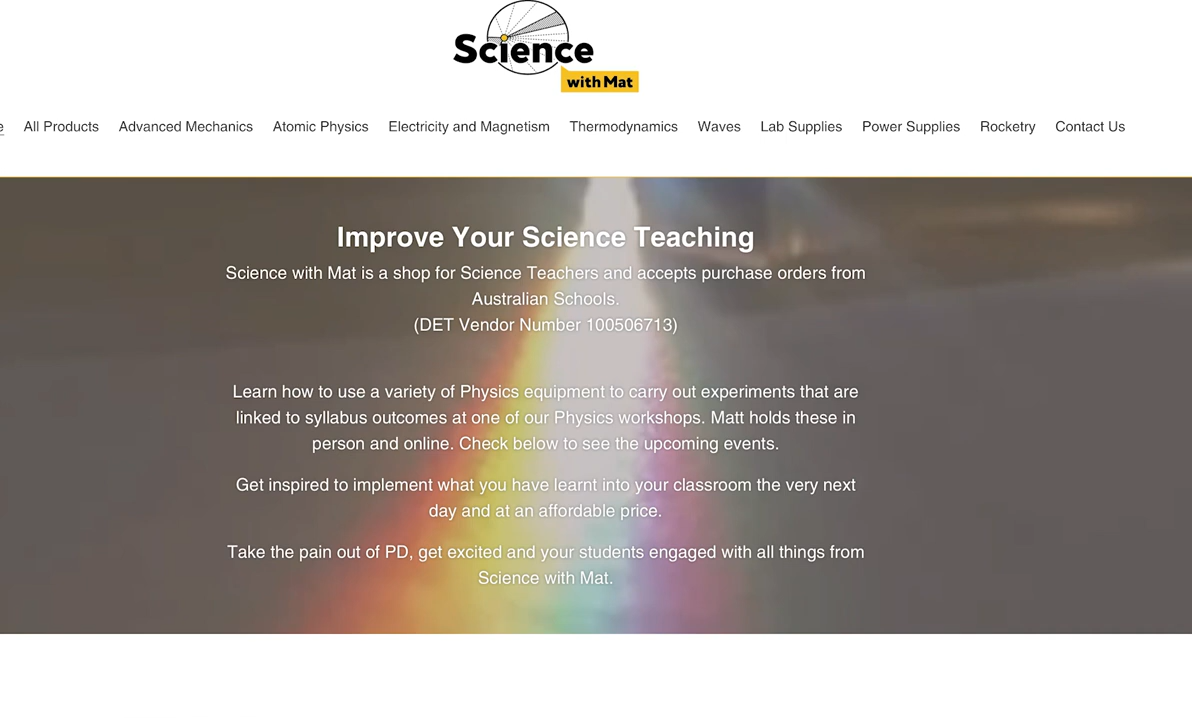 Science
with Mat
e All Products Advanced Mechanics Atomic Physics Electricity and Magnetism Thermodynamics Waves Lab Supplies Power Supplies Rocketry Contact Us
Improve Your Science Teaching
Science with Mat is a shop for Science Teachers and accepts purchase orders from
Australian Schools.
(DET Vendor Number 100506713)
Learn how to use a variety of Physics equipment to carry out experiments that are
linked to syllabus outcomes at one of our Physics workshops. Matt holds these in
person and online. Check below to see the upcoming events.
Get inspired to implement what you have learnt into your classroom the very next
day and at an affordable price.
Take the pain out of PD, get excited and your students engaged with all things from
Science with Mat.